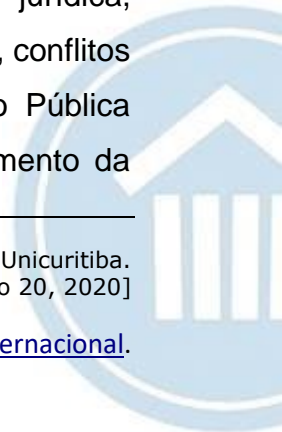 jurídica,
, conflitos
o Pública
mento da
Unicuritiba.
o 20, 2020]
ernacional.